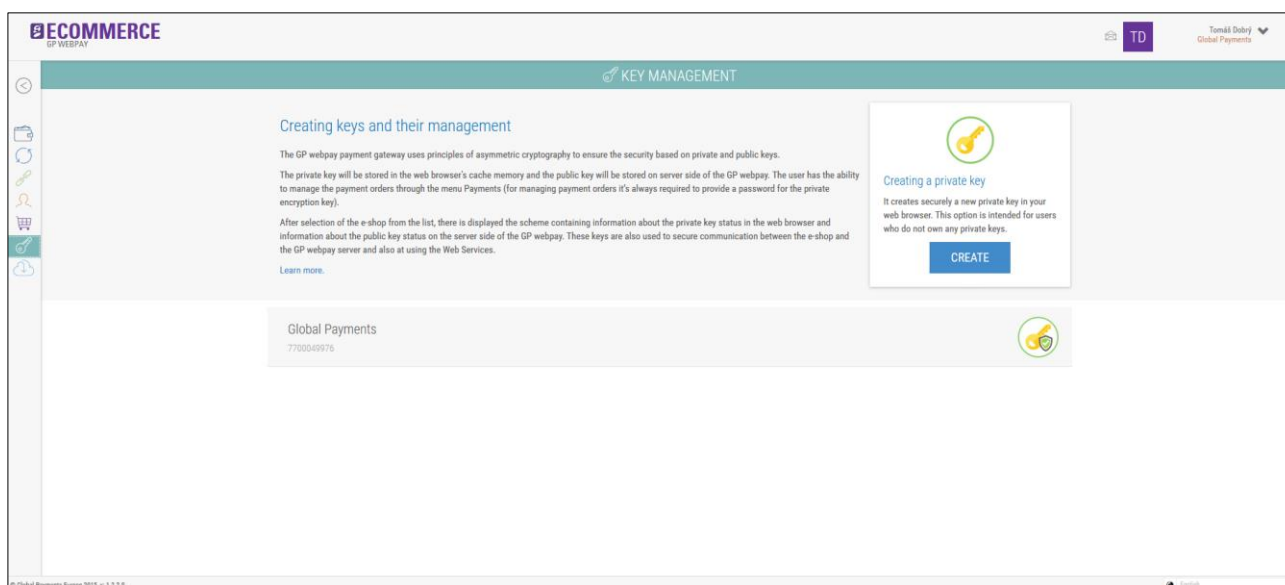 ECOMMERCE
GP WEBPAY
TD
Tomáš Dobrý
Global Payments
KEY MANAGEMENT
Creating keys and their management
The GP webpay payment gateway uses principles of asymmetric cryptography to ensure the security based on private and public keys.
The private key will be stored in the web browser's cache memory and the public key will be stored on server side of the GP webpay. The user has the ability
to manage the payment orders through the menu Payments (for managing payment orders it's always required to provide a password for the private
encryption key).
After selection of the e-shop from the list, there is displayed the scheme containing information about the private key status in the web browser and
information about the public key status on the server side of the GP webpay. These keys are also used to secure communication between the e-shop and
the GP webpay server and also at using the Web Services.
Learn more.
Creating a private key
It creates securely a new private key in your
web browser. This option is intended for users
who do not own any private keys.
CREATE
Global Payments
7700049976
English